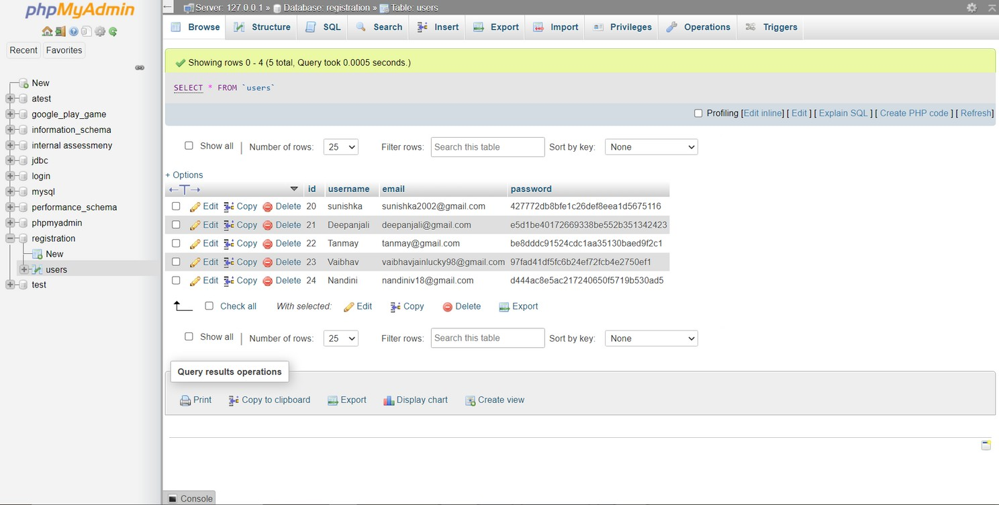 phpMyAdmin
Recent Favorites
New
atest
google_play_game
information_schema
internal assessmeny
jdbc
login
mysql
performance_schema
phpmyadmin
registration
New
users
test
Server: 127.0.0.1 » Database: registration » Table: users
Browse Structure SQL Search Insert Export Import Privileges Operations Triggers
Showing rows 0 - 4 (5 total, Query took 0.0005 seconds.)
SELECT * FROM `users`
Profiling [Edit inline] [ Edit ] [ Explain SQL ] [ Create PHP code ] [ Refresh]
Show all | Number of rows: 25 Filter rows: Search this table Sort by key: None
+ Options
←T→ id username email password
Edit Copy Delete 20 sunishka sunishka2002@gmail.com 427772db8bfe1c26def8eea1d5675116
Edit Copy Delete 21 Deepanjali deepanjali@gmail.com e5d1be40172669338be552b351342423
Edit Copy Delete 22 Tanmay tanmay@gmail.com be8dddc91524cdc1aa35130baed9f2c1
Edit Copy Delete 23 Vaibhav vaibhavjainlucky98@gmail.com 97fad41df5fc6b24ef72fcb4e2750ef1
Edit Copy Delete 24 Nandini nandiniv18@gmail.com d444ac8e5ac217240650f5719b530ad5
Check all With selected: Edit Copy Delete Export
Show all | Number of rows: 25 Filter rows: Search this table Sort by key: None
Query results operations
Print Copy to clipboard Export Display chart Create view
Console